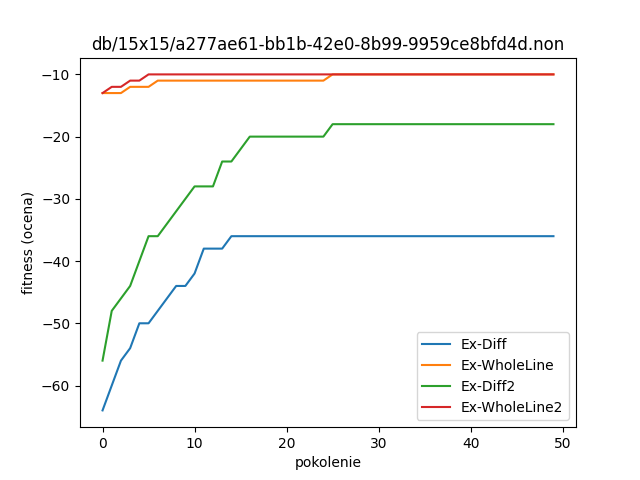 db/15x15/a277ae61-bb1b-42e0-8b99-9959ce8bfd4d.non
fitness (ocena)
−10
−20
−30
−40
−50
−60
0 10 20 30 40 50
pokolenie
Ex-Diff
Ex-WholeLine
Ex-Diff2
Ex-WholeLine2